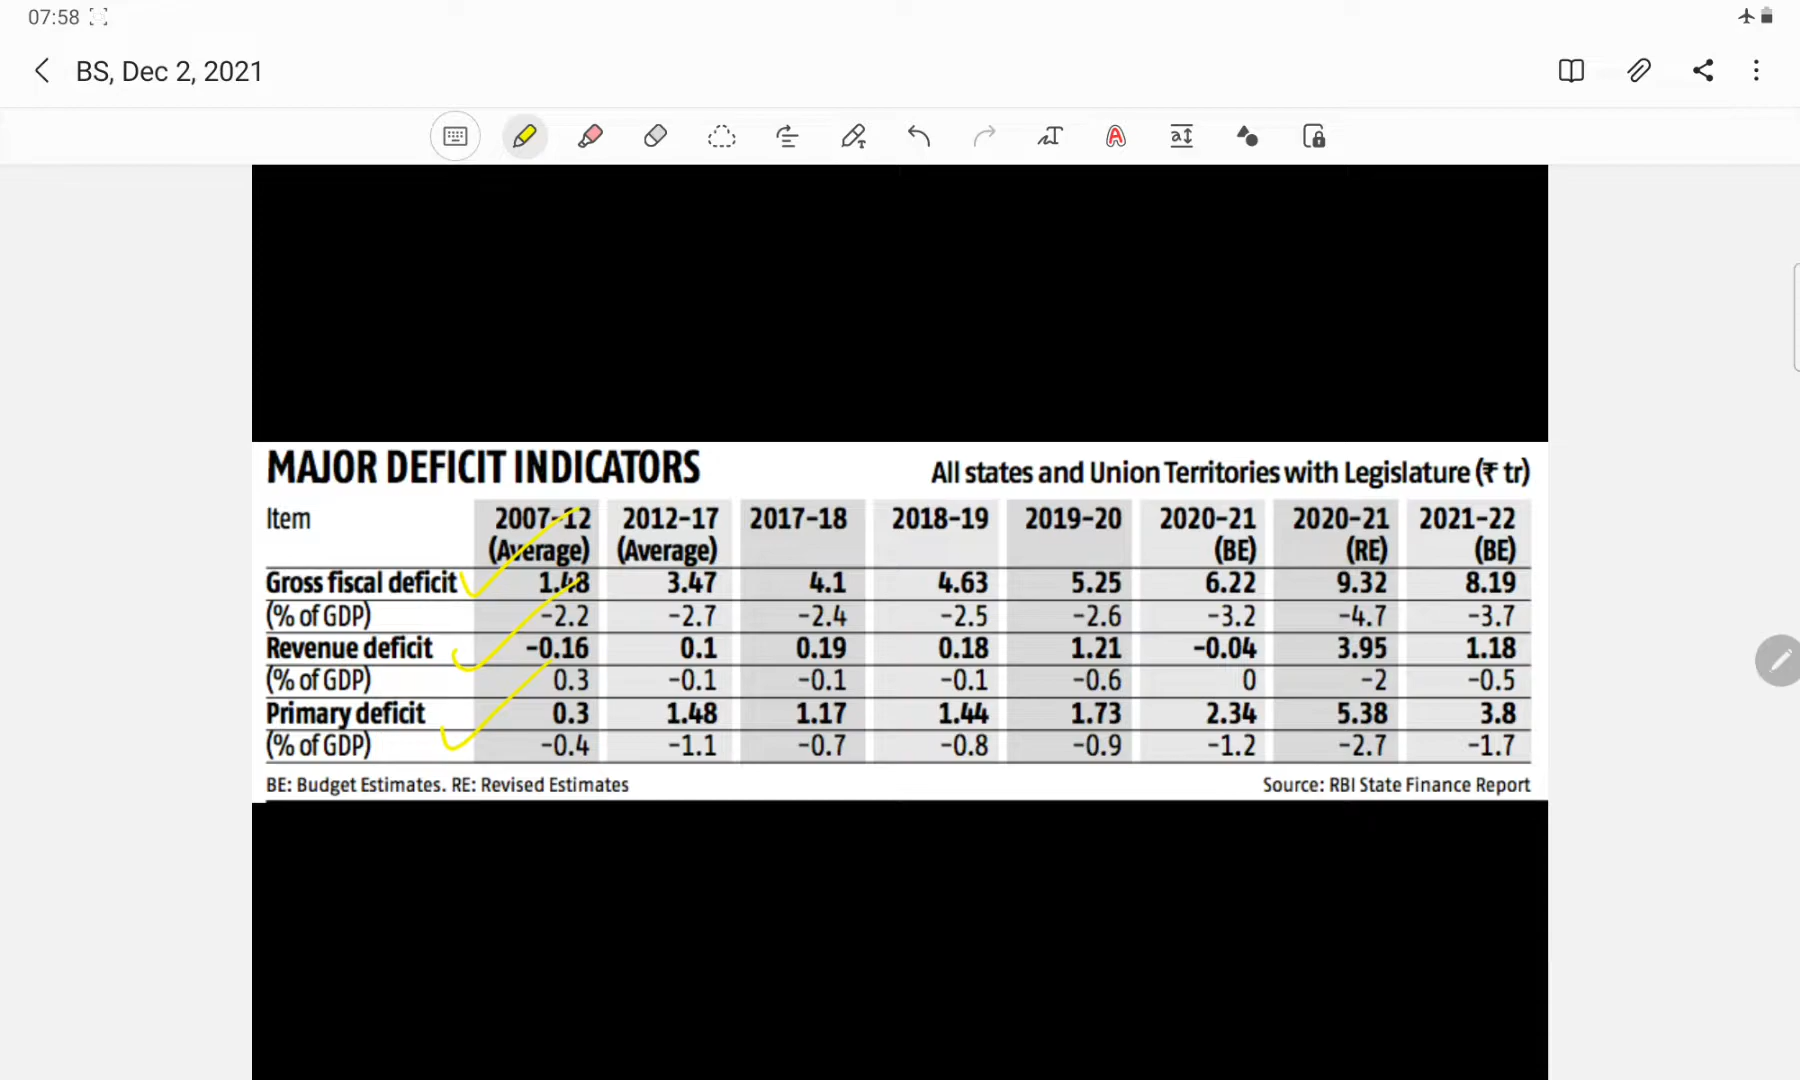 07:58
BS, Dec 2, 2021
MAJOR DEFICIT INDICATORS All states and Union Territories with Legislature (₹ tr)
Item 2007-12 2012-17 2017-18 2018-19 2019-20 2020-21 2020-21 2021-22
(Average) (Average) (BE) (RE) (BE)
Gross fiscal deficit 1.48 3.47 4.1 4.63 5.25 6.22 9.32 8.19
(% of GDP) -2.2 -2.7 -2.4 -2.5 -2.6 -3.2 -4.7 -3.7
Revenue deficit -0.16 0.1 0.19 0.18 1.21 -0.04 3.95 1.18
(% of GDP) 0.3 -0.1 -0.1 -0.1 -0.6 0 -2 -0.5
Primary deficit 0.3 1.48 1.17 1.44 1.73 2.34 5.38 3.8
(% of GDP) -0.4 -1.1 -0.7 -0.8 -0.9 -1.2 -2.7 -1.7
BE: Budget Estimates. RE: Revised Estimates Source: RBI State Finance Report